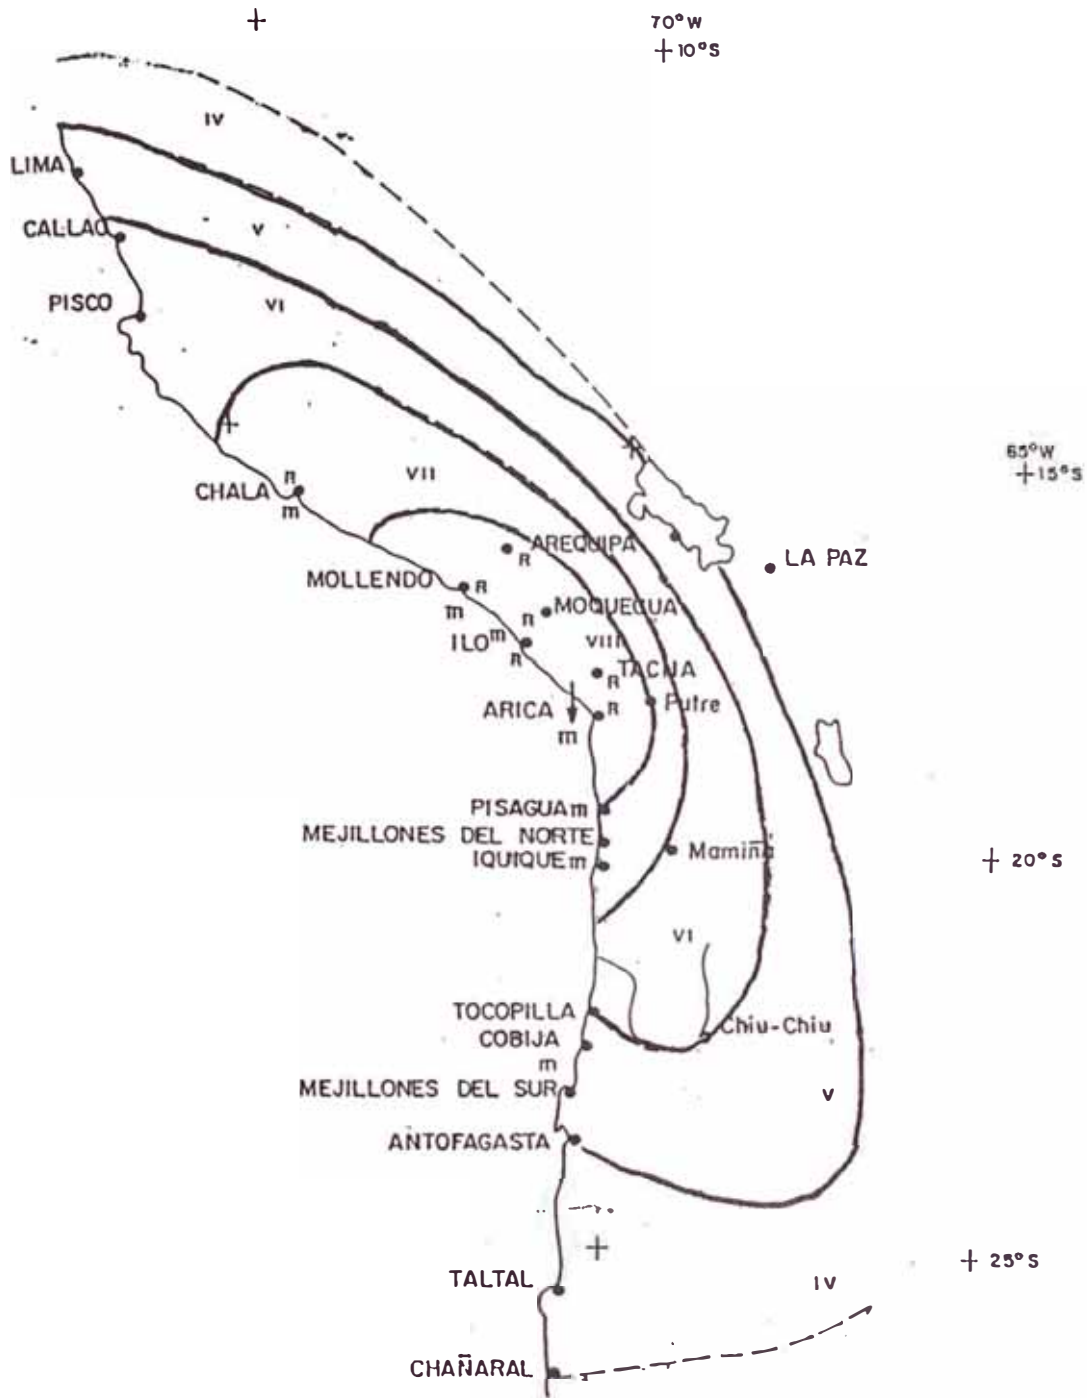 70°W
10°S
IV
LIMA
V
CALLAO
VI
PISCO
65°W
15°S
VII
R
CHALA
m
AREQUIPA
R
LA PAZ
MOLLENDO
R
m
MOQUEGUA
R
m
ILO
VIII
R
TACNA
R
Putre
ARICA
R
m
PISAGUA m
MEJILLONES DEL NORTE
IQUIQUE m
Mamiña
20°S
VI
TOCOPILLA
Chiu-Chiu
COBIJA
m
MEJILLONES DEL SUR
V
ANTOFAGASTA
25°S
TALTAL
IV
CHAÑARAL